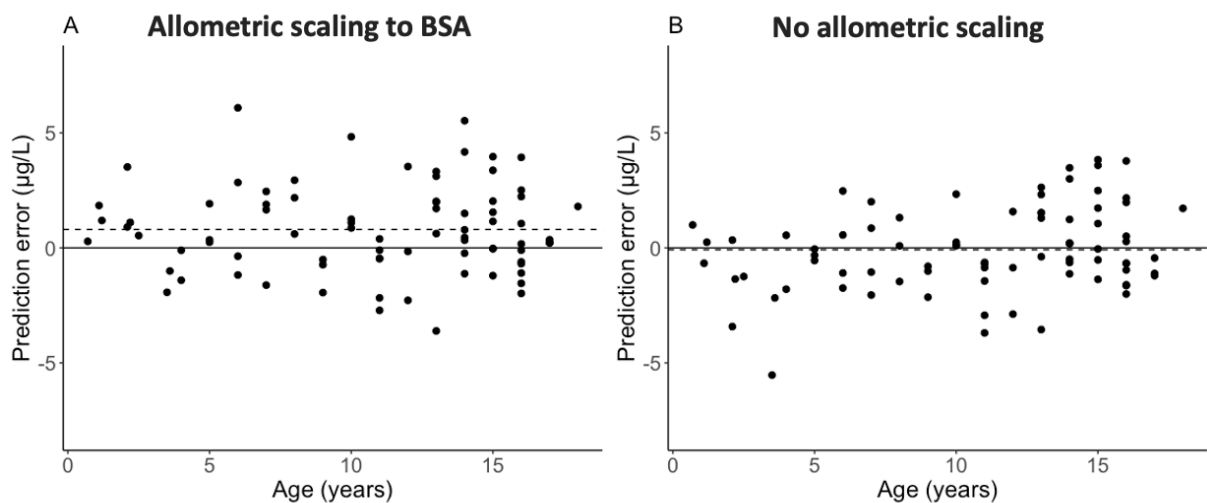 A
Allometric scaling to BSA
Prediction error (µg/L)
5
0
-5
0
5
10
15
Age (years)
B
No allometric scaling
Prediction error (µg/L)
5
0
-5
0
5
10
15
Age (years)